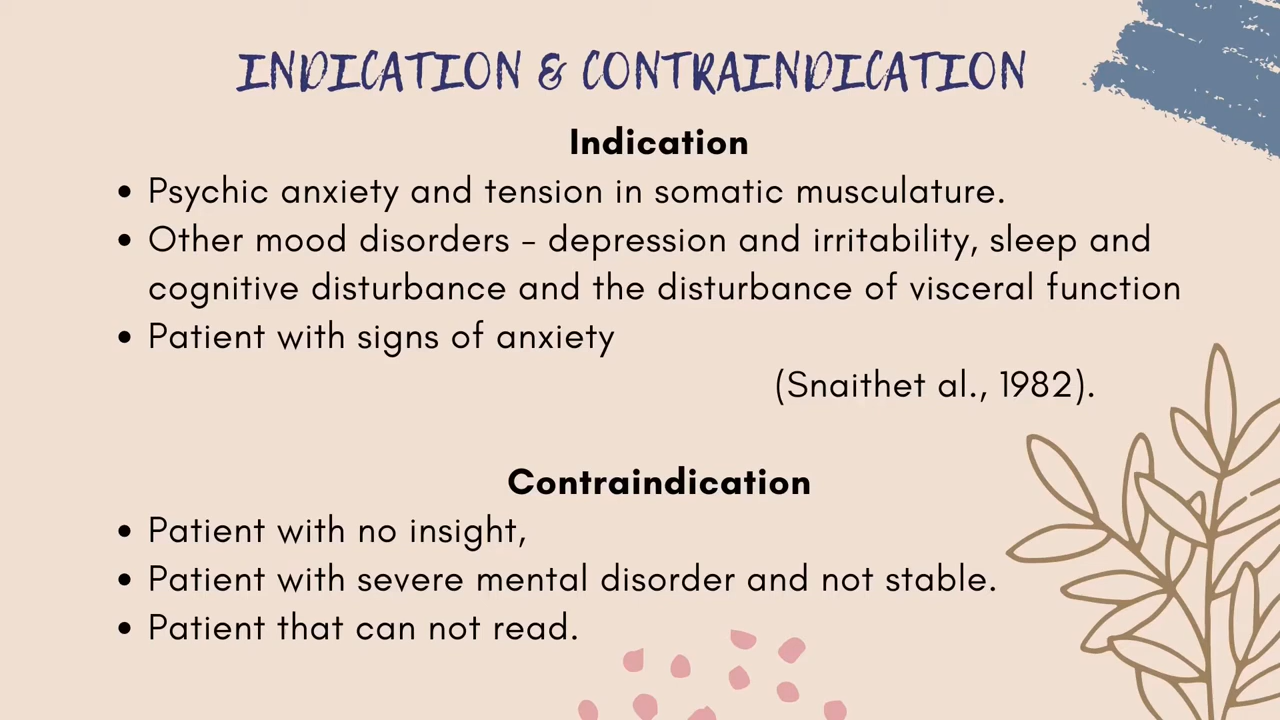 INDICATION & CONTRAINDICATION
Indication
• Psychic anxiety and tension in somatic musculature.
• Other mood disorders - depression and irritability, sleep and
cognitive disturbance and the disturbance of visceral function
• Patient with signs of anxiety
(Snaithet al., 1982).
Contraindication
• Patient with no insight,
• Patient with severe mental disorder and not stable.
• Patient that can not read.